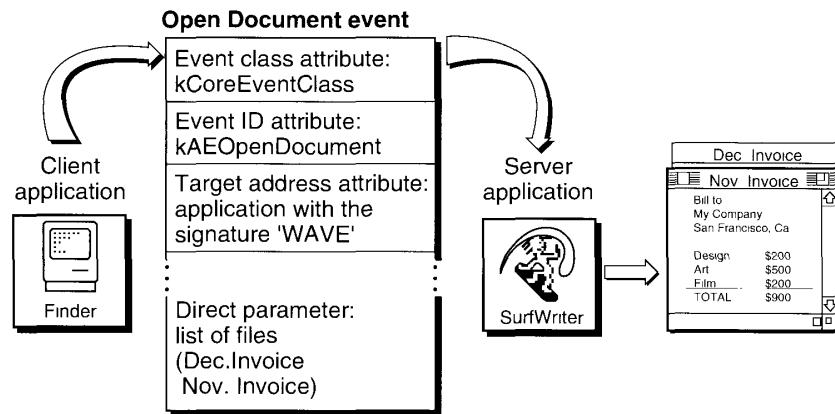 Open Document event
Event class attribute:
kCoreEventClass
Event ID attribute:
kAEOpenDocument
Target address attribute:
application with the
signature 'WAVE'
Direct parameter:
list of files
(Dec.Invoice
Nov. Invoice)
Client
application
Finder
Server
application
SurfWriter
Dec Invoice
Nov Invoice
Bill to
My Company
San Francisco, Ca
Design $200
Art $500
Film $200
TOTAL $900